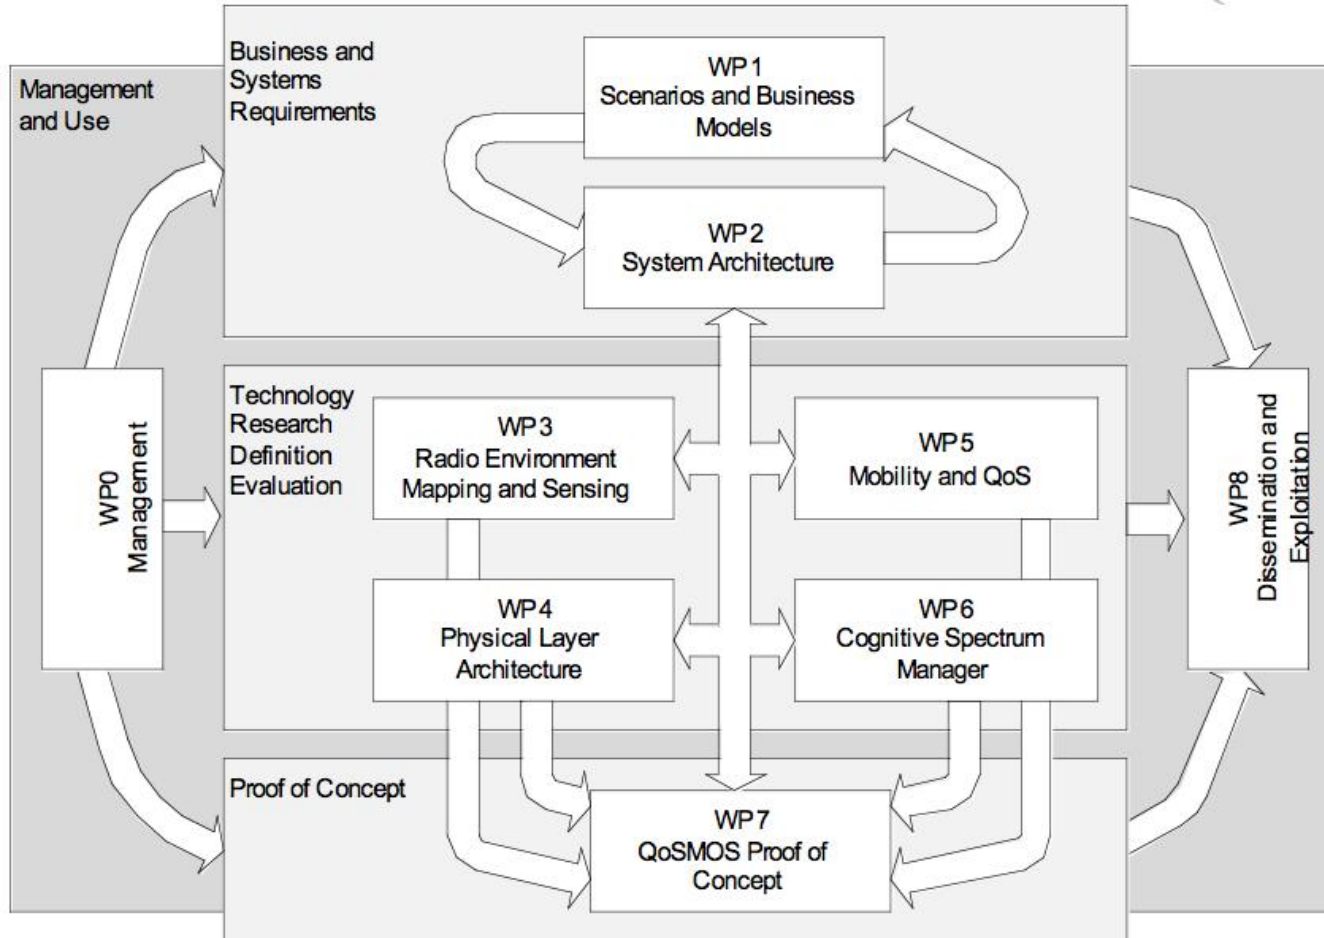 Business and
Systems
Requirements
WP1
Scenarios and Business
Models
Management
and Use
WP2
System Architecture
Technology
Research
Definition
Evaluation
WP3
Radio Environment
Mapping and Sensing
WP5
Mobility and QoS
WP0
Management
WP8
Dissemination and
Exploitation
WP4
Physical Layer
Architecture
WP6
Cognitive Spectrum
Manager
Proof of Concept
WP7
QoSMOS Proof of
Concept